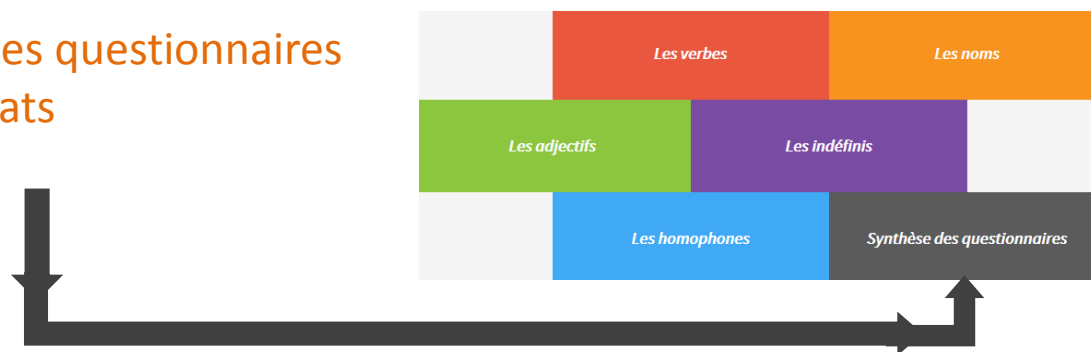 es questionnaires
ats
Les verbes
Les noms
Les adjectifs
Les indéfinis
Les homophones
Synthèse des questionnaires